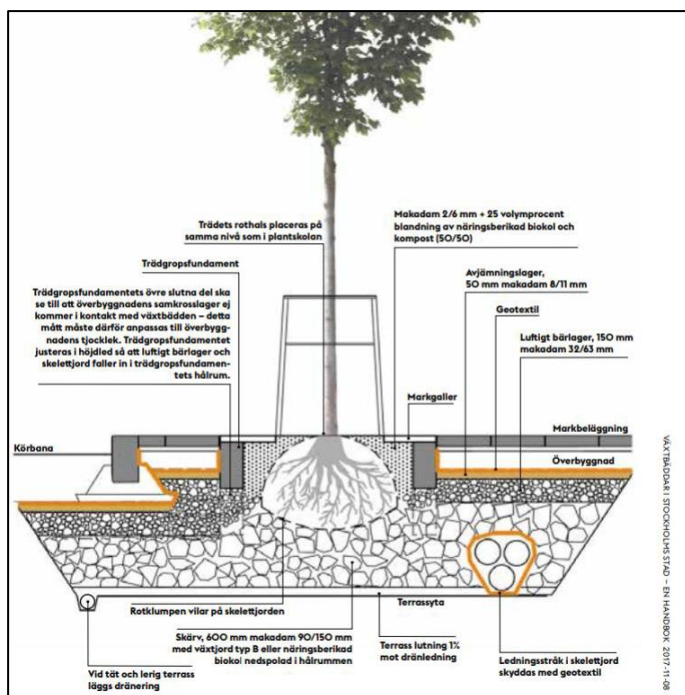 Trädets rothals placeras på
samma nivå som i plantskolan
Makadam 2/6 mm + 25 volymprocent
blandning av näringsberikad biokol och
kompost (50/50)
Trädgropsfundament
Avjämningslager,
50 mm makadam 8/11 mm
Trädgropsfundamentets övre slutna del ska
se till att överbyggnadens samkrosslager ej
kommer i kontakt med växtbädden – detta
mått måste därför anpassas till överbygg-
nadens tjocklek. Trädgropsfundamentet
justeras i höjdled så att luftigt bärlager och
skelettjord faller in i trädgropsfundamen-
tets hålrum.
Geotextil
Luftigt bärlager, 150 mm
makadam 32/63 mm
Markgaller
Markbeläggning
Körbana
Överbyggnad
Rotklumpen vilar på skelettjorden
Terrassyta
Skärv, 600 mm makadam 90/150 mm
med växtjord typ B eller näringsberikad
biokol nedspolad i hålrummen
Terrass lutning 1%
mot dränledning
Ledningsstråk i skelettjord
skyddas med geotextil
Vid tät och lerig terrass
läggs dränering
VÄXTBÄDDAR I STOCKHOLMS STAD – EN HANDBOK 2017-11-08